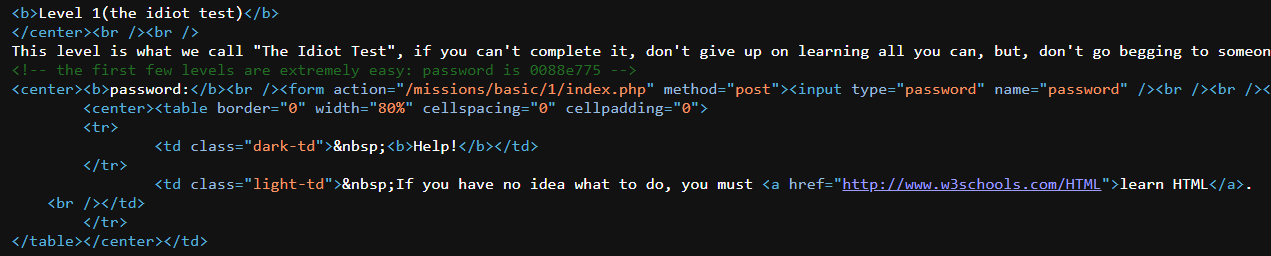 <b>Level 1(the idiot test)</b>
</center><br /><br />
This level is what we call "The Idiot Test", if you can't complete it, don't give up on learning all you can, but, don't go begging to
<!-- the first few levels are extremely easy: password is 0088e775 -->
<center><b>password:</b><br /><form action="/missions/basic/1/index.php" method="post"><input type="password" name="password" /><br /><br /><
<center><table border="0" width="80%" cellspacing="0" cellpadding="0">
<tr>
<td class="dark-td">&nbsp;<b>Help!</b></td>
</tr>
<td class="light-td">&nbsp;If you have no idea what to do, you must <a href="http://www.w3schools.com/HTML">learn HTML</a>.
<br /></td>
</tr>
</table></center></td>